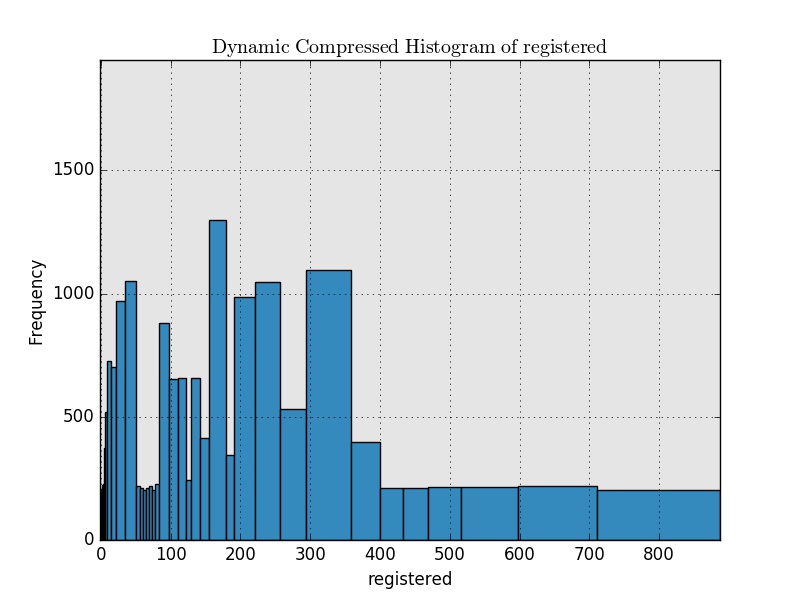 Dynamic Compressed Histogram of registered
1500
1000
500
0
Frequency
0 100 200 300 400 500 600 700 800
registered